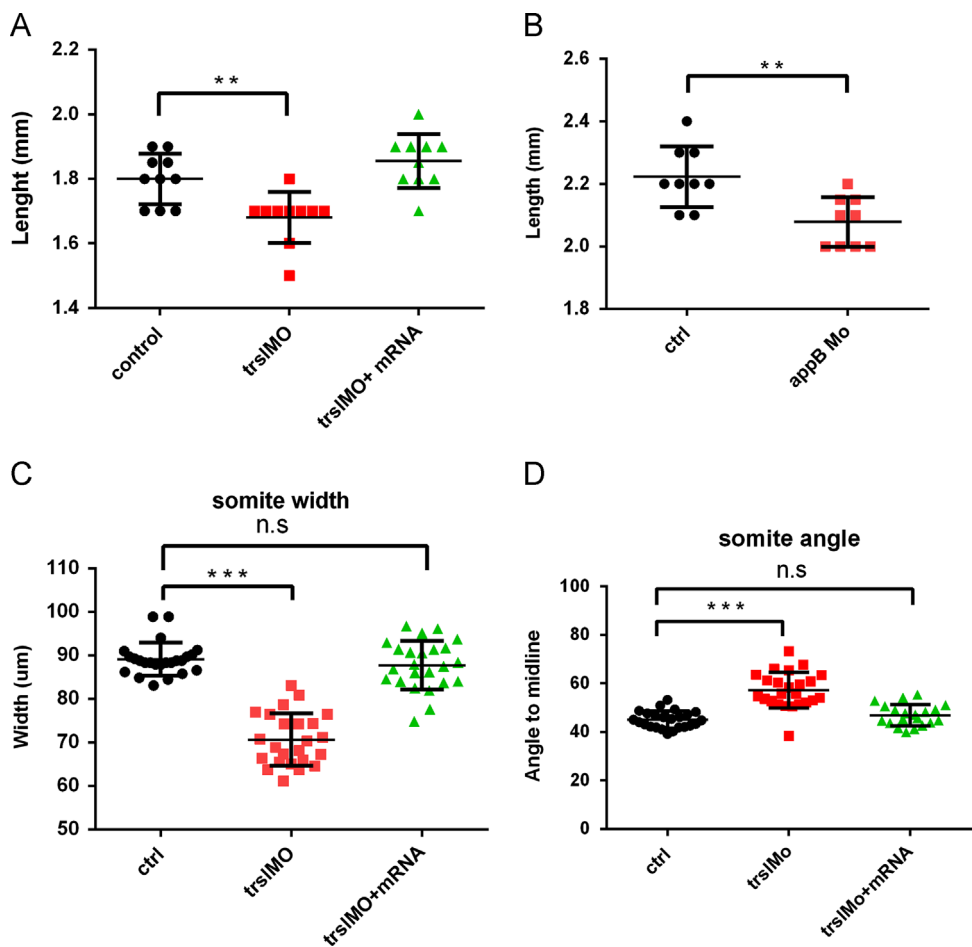 A
2.2
2.0
1.8
1.6
1.4
Lenght (mm)
**
control
trslMO
trslMO+ mRNA
B
2.6
2.4
2.2
2.0
1.8
Length (mm)
**
ctrl
appB Mo
C
somite width
n.s
***
110
100
90
80
70
60
50
Width (um)
ctrl
trslMO
trslMO+mRNA
D
somite angle
n.s
***
100
80
60
40
20
0
Angle to midline
ctrl
trslMo
trslMo+mRNA